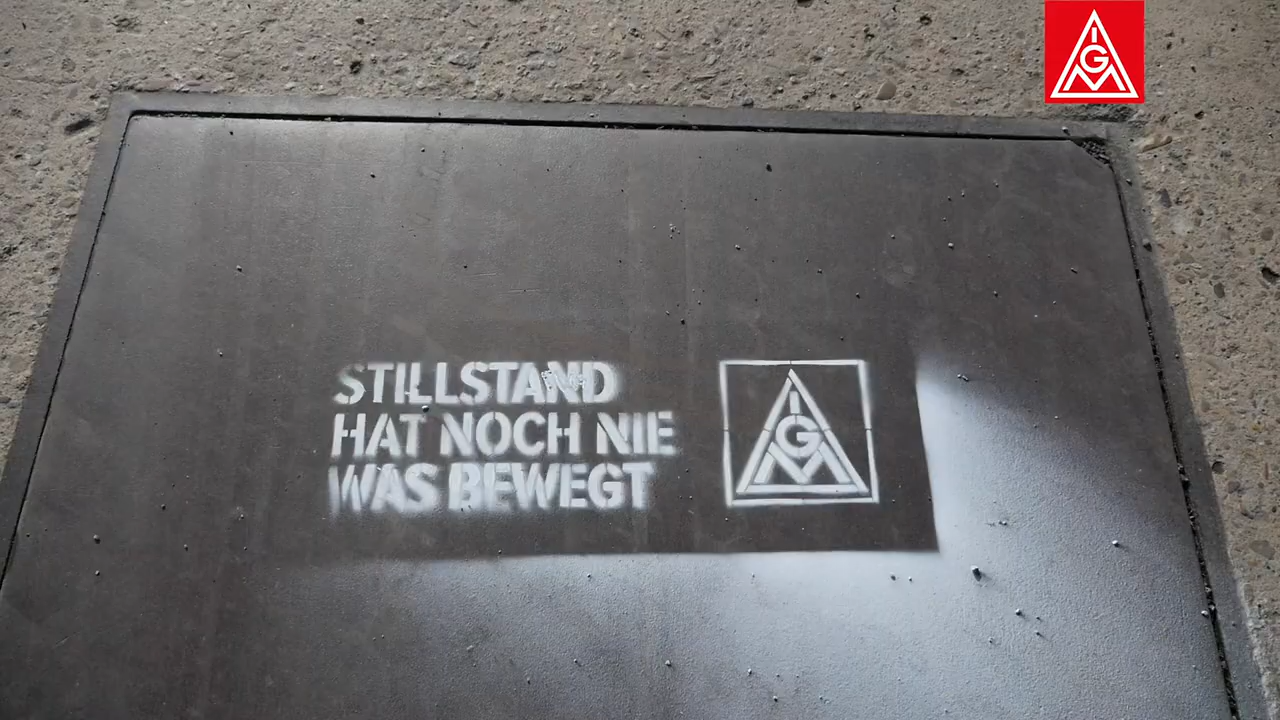 IGM
STILLSTAND
HAT NOCH NIE
WAS BEWEGT
IGM